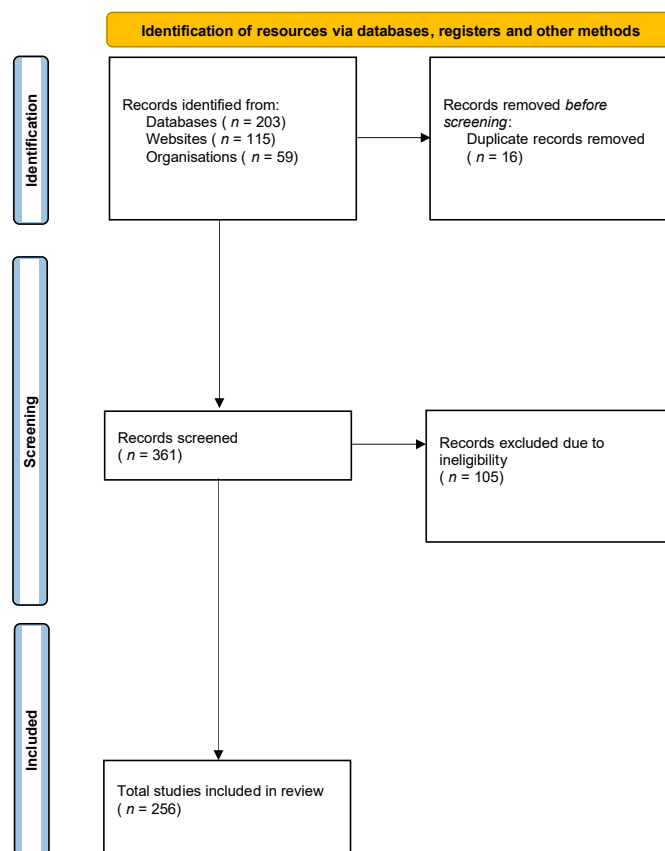 Identification of resources via databases, registers and other methods
Identification
Records identified from:
Databases ( n = 203)
Websites ( n = 115)
Organisations ( n = 59)
Records removed before
screening:
Duplicate records removed
( n = 16)
Screening
Records screened
( n = 361)
Records excluded due to
ineligibility
( n = 105)
Included
Total studies included in review
( n = 256)